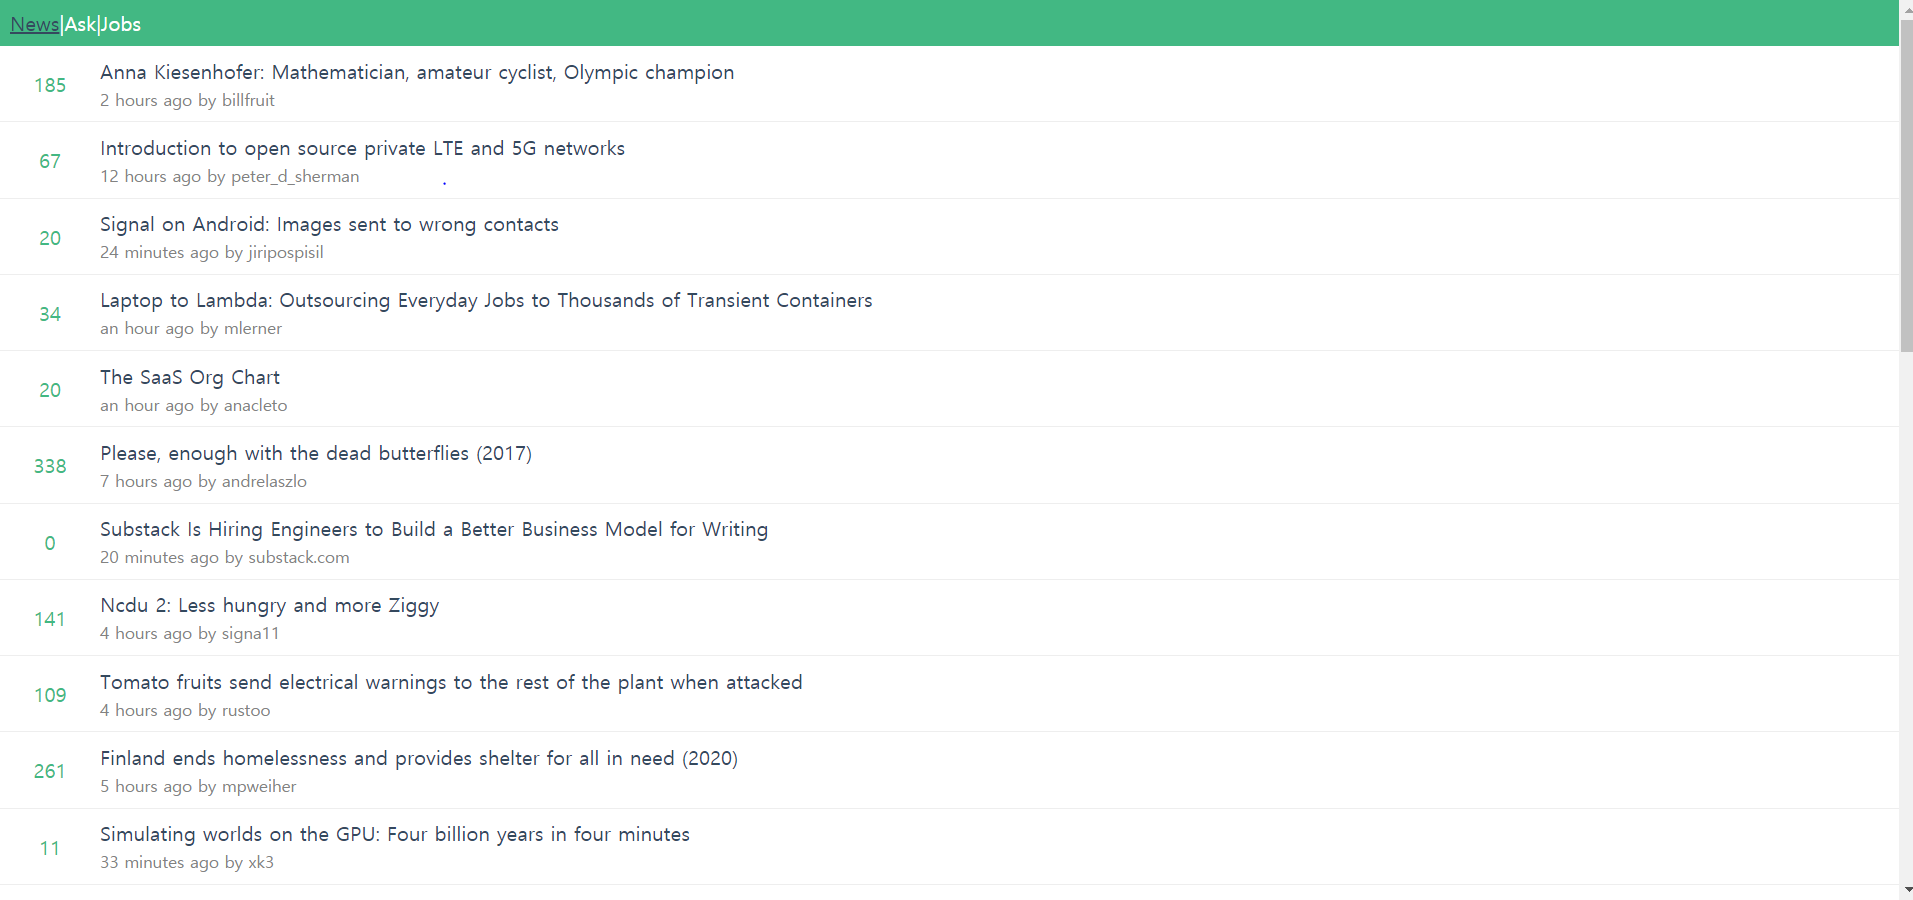 News|Ask|Jobs
185
Anna Kiesenhofer: Mathematician, amateur cyclist, Olympic champion
2 hours ago by billfruit
67
Introduction to open source private LTE and 5G networks
12 hours ago by peter_d_sherman
20
Signal on Android: Images sent to wrong contacts
24 minutes ago by jiripospisil
34
Laptop to Lambda: Outsourcing Everyday Jobs to Thousands of Transient Containers
an hour ago by mlerner
20
The SaaS Org Chart
an hour ago by anacleto
338
Please, enough with the dead butterflies (2017)
7 hours ago by andrelaszlo
0
Substack Is Hiring Engineers to Build a Better Business Model for Writing
20 minutes ago by substack.com
141
Ncdu 2: Less hungry and more Ziggy
4 hours ago by signa11
109
Tomato fruits send electrical warnings to the rest of the plant when attacked
4 hours ago by rustoo
261
Finland ends homelessness and provides shelter for all in need (2020)
5 hours ago by mpweiher
11
Simulating worlds on the GPU: Four billion years in four minutes
33 minutes ago by xk3